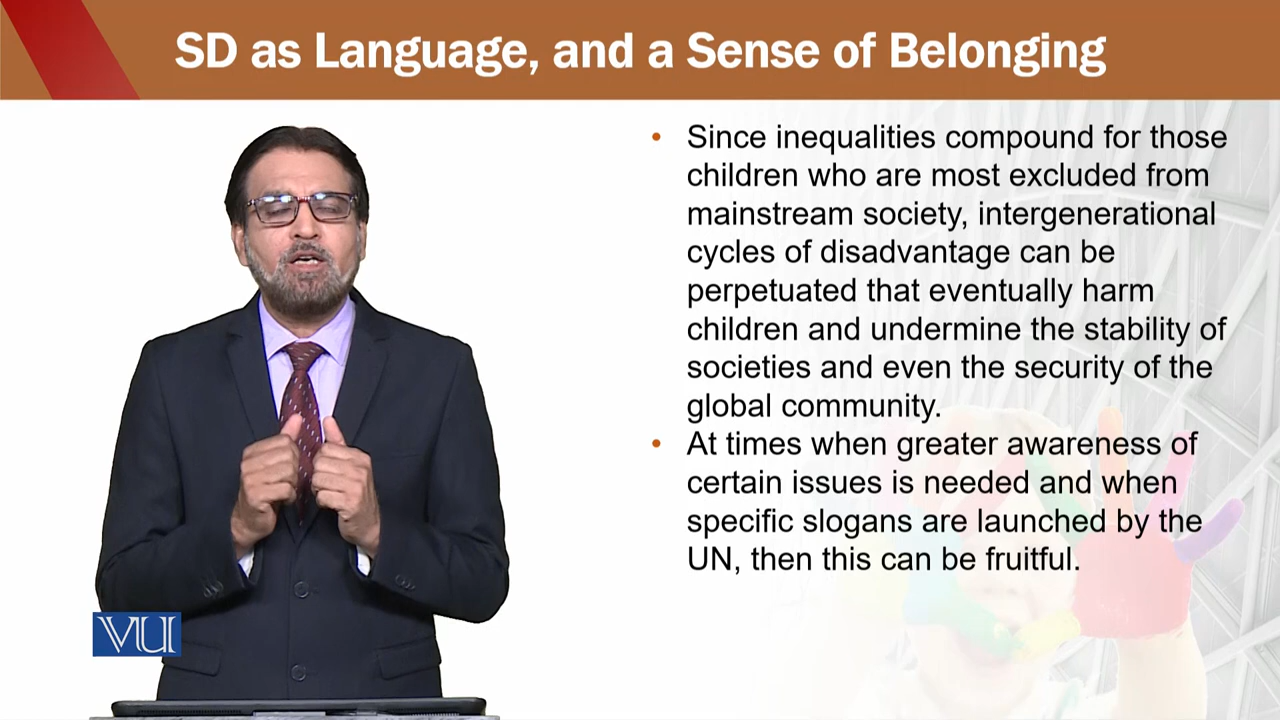 SD as Language, and a Sense of Belonging
• Since inequalities compound for those
children who are most excluded from
mainstream society, intergenerational
cycles of disadvantage can be
perpetuated that eventually harm
children and undermine the stability of
societies and even the security of the
global community.
• At times when greater awareness of
certain issues is needed and when
specific slogans are launched by the
UN, then this can be fruitful.
VU